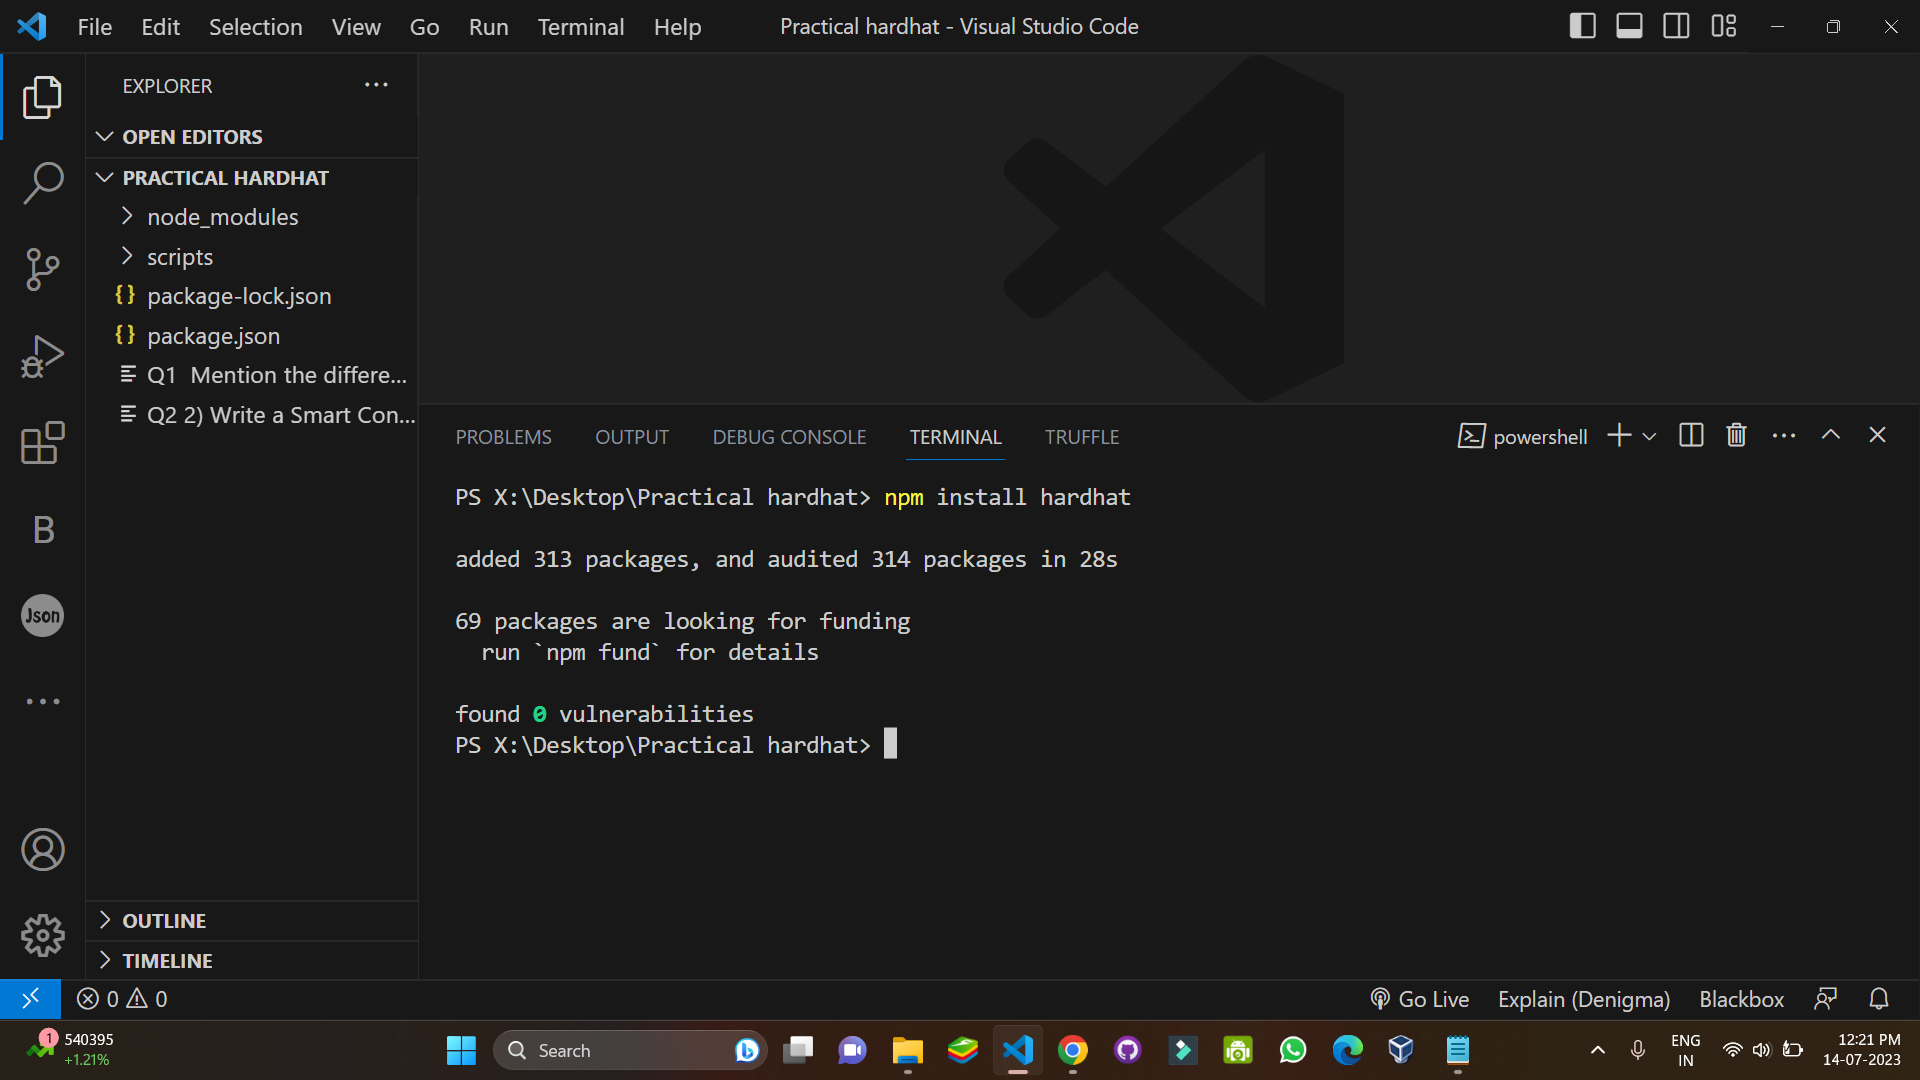 File Edit Selection View Go Run Terminal Help
Practical hardhat - Visual Studio Code
EXPLORER
OPEN EDITORS
PRACTICAL HARDHAT
node_modules
scripts
{} package-lock.json
{} package.json
Q1 Mention the differe...
Q2 2) Write a Smart Con...
B
Json
OUTLINE
TIMELINE
PROBLEMS OUTPUT DEBUG CONSOLE TERMINAL TRUFFLE
powershell
PS X:\Desktop\Practical hardhat> npm install hardhat
added 313 packages, and audited 314 packages in 28s
69 packages are looking for funding
run `npm fund` for details
found 0 vulnerabilities
PS X:\Desktop\Practical hardhat>
0 0
Go Live Explain (Denigma) Blackbox
1 540395
+1.21%
Search
ENG
IN
12:21 PM
14-07-2023